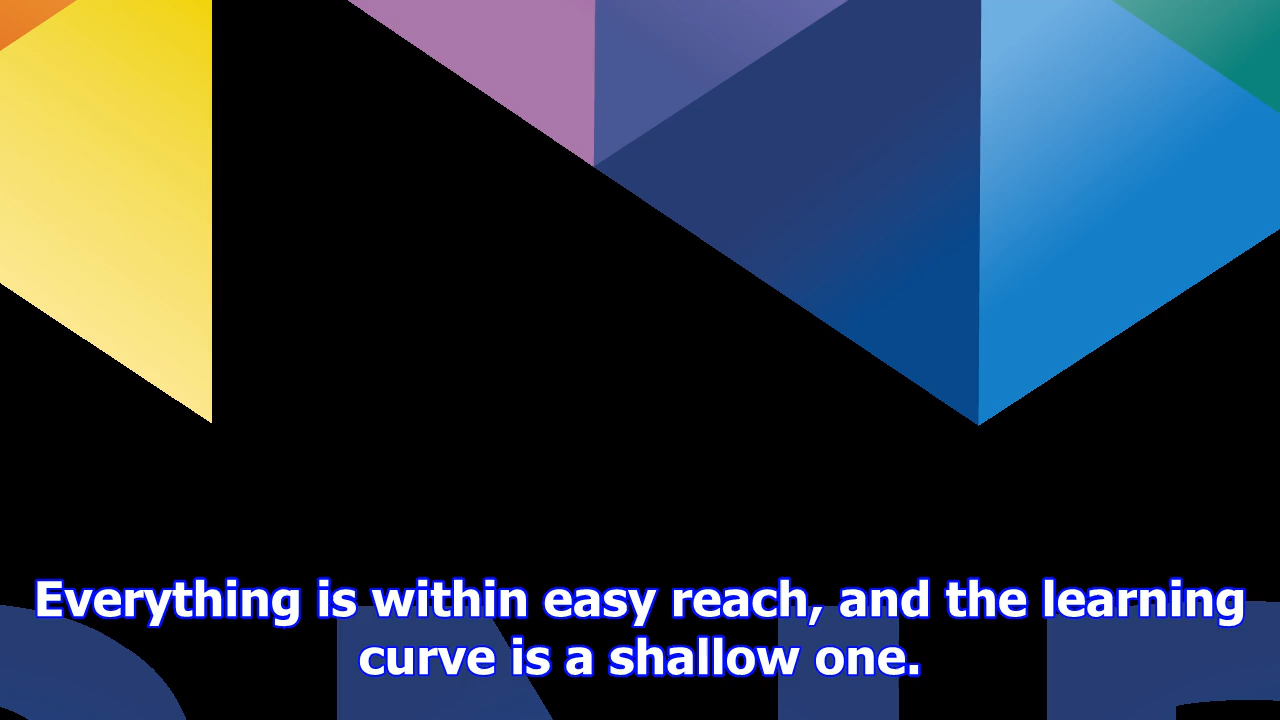 Everything is within easy reach, and the learning
curve is a shallow one.